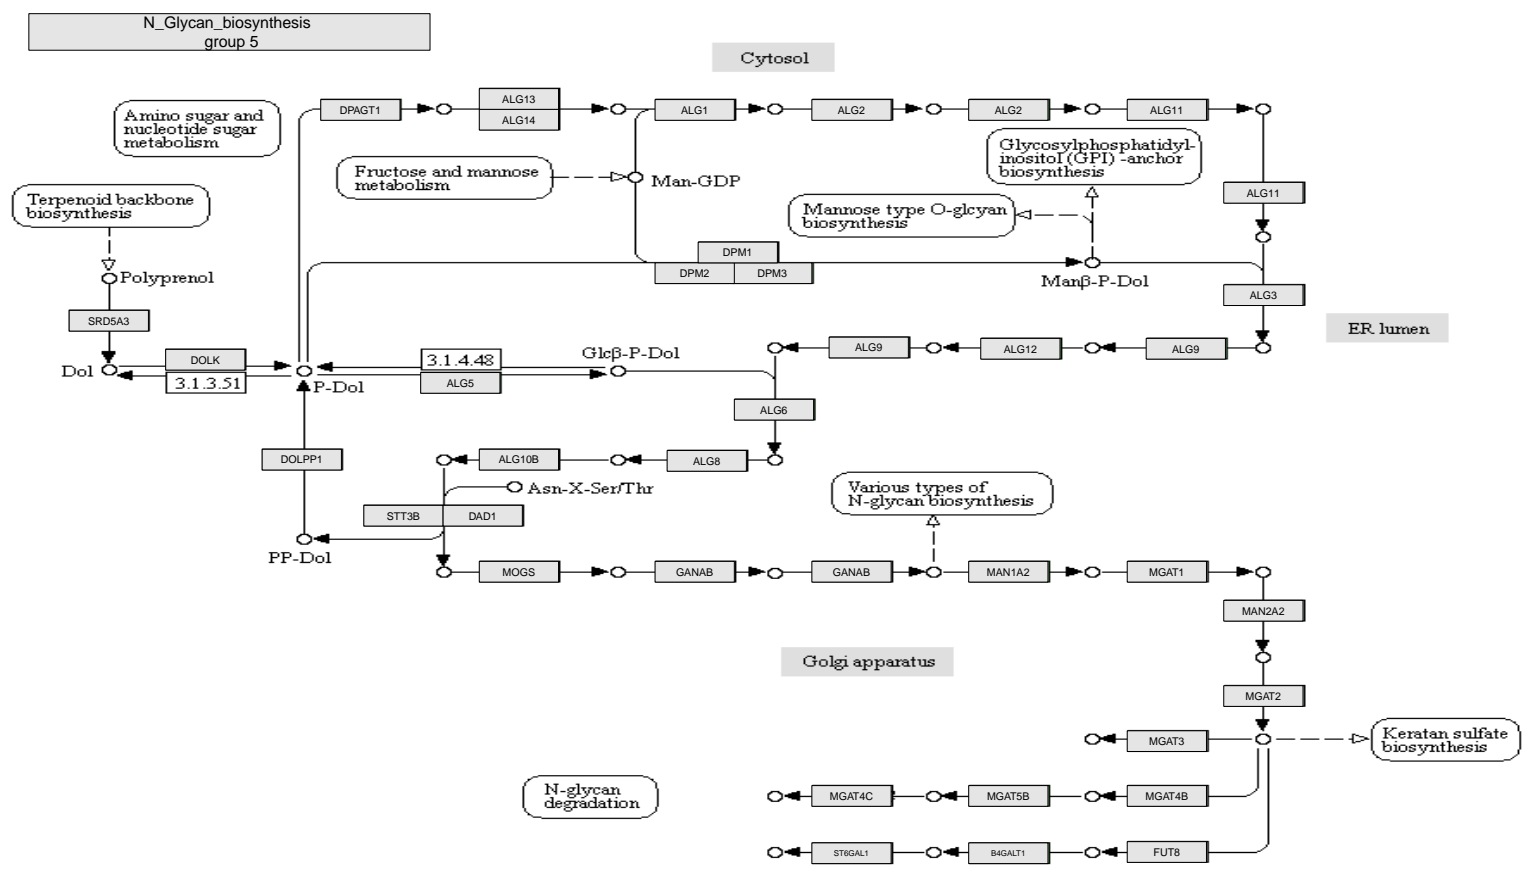 N_Glycan_biosynthesis
group 5
Cytosol
DPAGT1
ALG13
ALG14
ALG1
ALG2
ALG2
ALG11
Amino sugar and
nucleotide sugar
metabolism
Fructose and mannose
metabolism
Man-GDP
Glycosylphosphatidyl-
inositol (GPI) -anchor
biosynthesis
Terpenoid backbone
biosynthesis
Mannose type O-glcyan
biosynthesis
ALG11
DPM1
DPM2
DPM3
Polyprenol
Manβ-P-Dol
ALG3
SRD5A3
ER lumen
DOLK
3.1.4.48
Glcβ-P-Dol
ALG9
ALG12
ALG9
Dol
3.1.3.51
P-Dol
ALG5
ALG6
DOLPP1
ALG10B
ALG8
Asn-X-Ser/Thr
Various types of
N-glycan biosynthesis
STT3B
DAD1
PP-Dol
MOGS
GANAB
GANAB
MAN1A2
MGAT1
MAN2A2
Golgi apparatus
MGAT2
MGAT3
Keratan sulfate
biosynthesis
N-glycan
degradation
MGAT4C
MGAT5B
MGAT4B
ST6GAL1
B4GALT1
FUT8